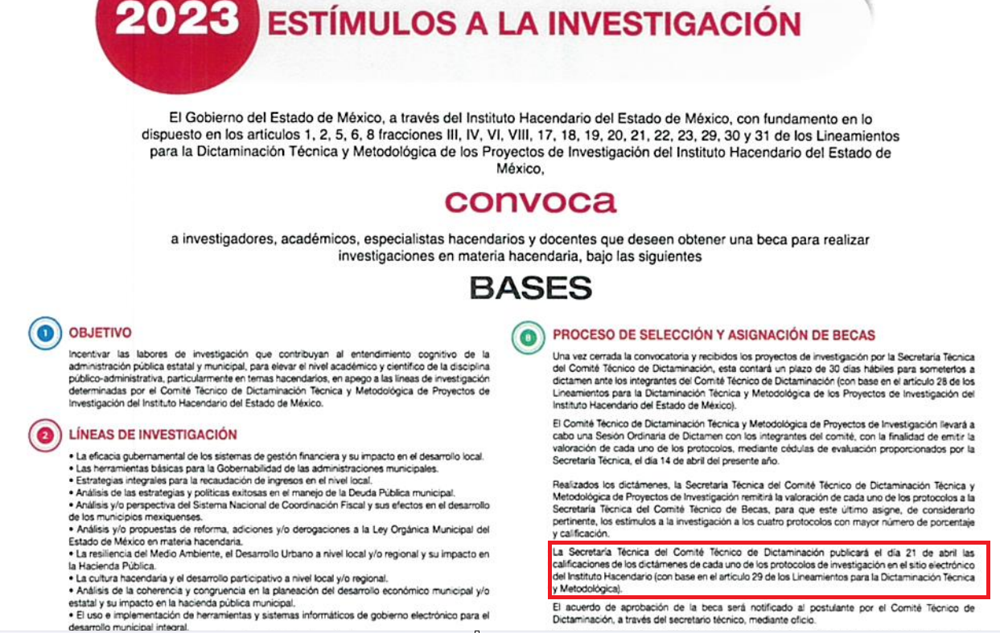 2023
ESTÍMULOS A LA INVESTIGACIÓN
El Gobierno del Estado de México, a través del Instituto Hacendario del Estado de México, con fundamento en lo
dispuesto en los artículos 1, 2, 5, 6, 8 fracciones III, IV, VI, VIII, 17, 18, 19, 20, 21, 22, 23, 29, 30 y 31 de los Lineamientos
para la Dictaminación Técnica y Metodológica de los Proyectos de Investigación del Instituto Hacendario del Estado de
México,
convoca
a investigadores, académicos, especialistas hacendarios y docentes que deseen obtener una beca para realizar
investigaciones en materia hacendaria, bajo las siguientes
BASES
1 OBJETIVO
Incentivar las labores de investigación que contribuyan al entendimiento cognitivo de la
administración pública estatal y municipal, para elevar el nivel académico y científico de la disciplina
público-administrativa, particularmente en temas hacendarios, en apego a las líneas de investigación
determinadas por el Comité Técnico de Dictaminación Técnica y Metodológica de Proyectos de
Investigación del Instituto Hacendario del Estado de México.
2 LÍNEAS DE INVESTIGACIÓN
• La eficacia gubernamental de los sistemas de gestión financiera y su impacto en el desarrollo local.
• Las herramientas básicas para la Gobernabilidad de las administraciones municipales.
• Estrategias integrales para la recaudación de ingresos en el nivel local.
• Análisis de las estrategias y políticas exitosas en el manejo de la Deuda Pública municipal.
• Análisis y/o perspectiva del Sistema Nacional de Coordinación Fiscal y sus efectos en el desarrollo
de los municipios mexiquenses.
• Análisis y/o propuestas de reforma, adiciones y/o derogaciones a la Ley Orgánica Municipal del
Estado de México en materia hacendaria.
• La resiliencia del Medio Ambiente, el Desarrollo Urbano a nivel local y/o regional y su impacto en
la Hacienda Pública.
• La cultura hacendaria y el desarrollo participativo a nivel local y/o regional.
• Análisis de la coherencia y congruencia en la planeación del desarrollo económico municipal y/o
estatal y su impacto en la hacienda pública municipal.
• El uso e implementación de herramientas y sistemas informáticos de gobierno electrónico para el
desarrollo municipal integral.
PROCESO DE SELECCIÓN Y ASIGNACIÓN DE BECAS
Una vez cerrada la convocatoria y recibidos los proyectos de investigación por la Secretaría Técnica
del Comité Técnico de Dictaminación, esta contará un plazo de 30 días hábiles para someterlos a
dictamen ante los integrantes del Comité Técnico de Dictaminación (con base en el artículo 28 de los
Lineamientos para la Dictaminación Técnica y Metodológica de los Proyectos de Investigación del
Instituto Hacendario del Estado de México).
El Comité Técnico de Dictaminación Técnica y Metodológica de Proyectos de Investigación llevará a
cabo una Sesión Ordinaria de Dictamen con los integrantes del comité, con la finalidad de emitir la
valoración de cada uno de los protocolos, mediante cédulas de evaluación proporcionados por la
Secretaría Técnica, el día 14 de abril del presente año.
Realizados los dictámenes, la Secretaría Técnica del Comité Técnico de Dictaminación Técnica y
Metodológica de Proyectos de Investigación remitirá la valoración de cada uno de los protocolos a la
Secretaría Técnica del Comité Técnico de Becas, para que este último asigne, de considerarlo
pertinente, los estímulos a la investigación a los cuatro protocolos con mayor número de porcentaje
y calificación.
La Secretaría Técnica del Comité Técnico de Dictaminación publicará el día 21 de abril las
calificaciones de los dictámenes de cada uno de los protocolos de investigación en el sitio electrónico
del Instituto Hacendario (con base en el artículo 29 de los Lineamientos para la Dictaminación Técnica
y Metodológica).
El acuerdo de aprobación de la beca será notificado al postulante por el Comité Técnico de
Dictaminación, a través del secretario técnico, mediante oficio.